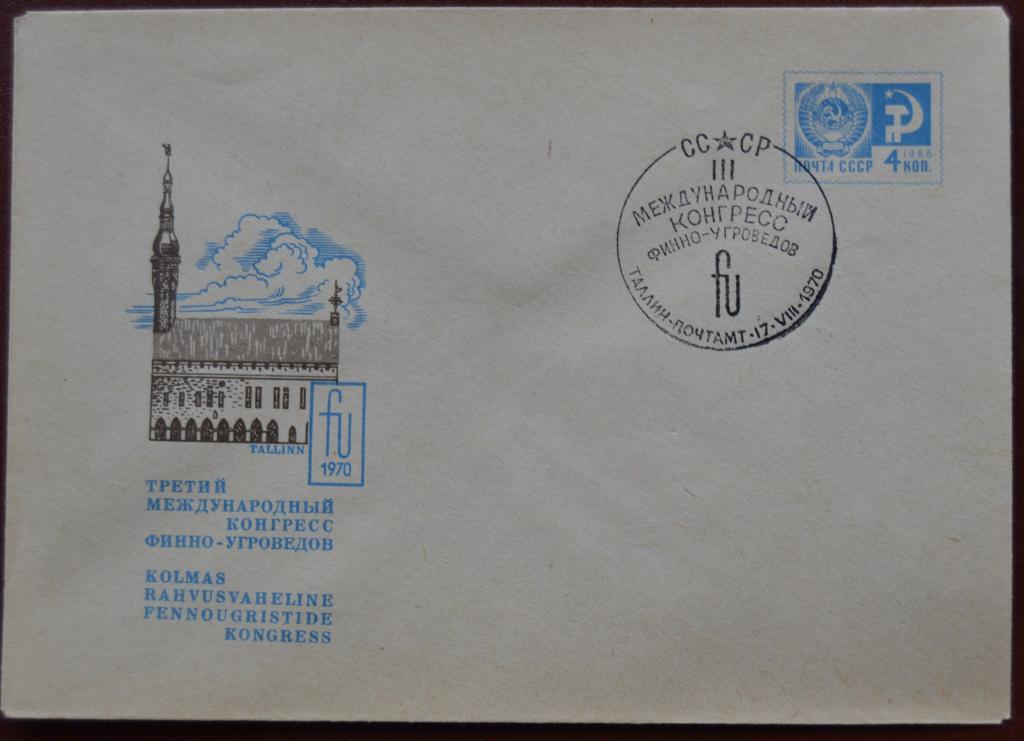 ПОЧТА СССР
4
1966
КОП.
СС★СР
III
МЕЖДУНАРОДНЫЙ
КОНГРЕСС
ФИННО-УГРОВЕДОВ
fu
ТАЛЛИН-ПОЧТАМТ·17·VIII·1970
TALLINN
fu
1970
ТРЕТИЙ
МЕЖДУНАРОДНЫЙ
КОНГРЕСС
ФИННО-УГРОВЕДОВ
KOLMAS
RAHVUSVAHELINE
FENNOUGRISTIDE
KONGRESS